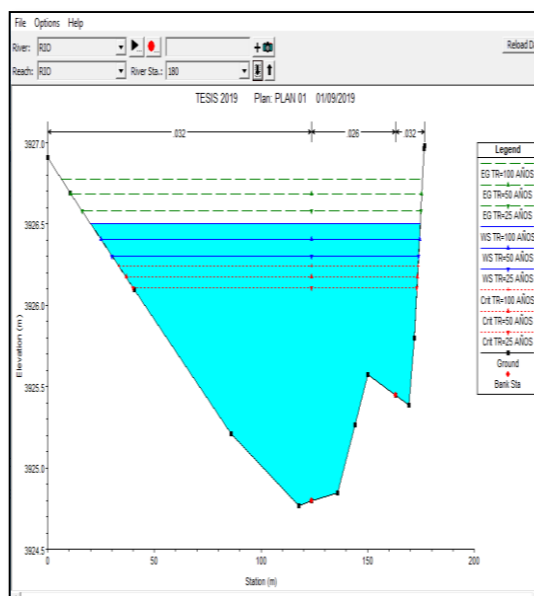 File Options Help
River: RIO
Reload Da
Reach: RIO River Sta.: 180
TESIS 2019 Plan: PLAN 01 01/09/2019
.032 .026 .032
3927.0
3926.5
3926.0
3925.5
3925.0
3924.5
Elevation (m)
0 50 100 150 200
Station (m)
Legend
EG TR=100 AÑOS
EG TR=50 AÑOS
EG TR=25 AÑOS
WS TR=100 AÑOS
WS TR=50 AÑOS
WS TR=25 AÑOS
Crit TR=100 AÑOS
Crit TR=50 AÑOS
Crit TR=25 AÑOS
Ground
Bank Sta